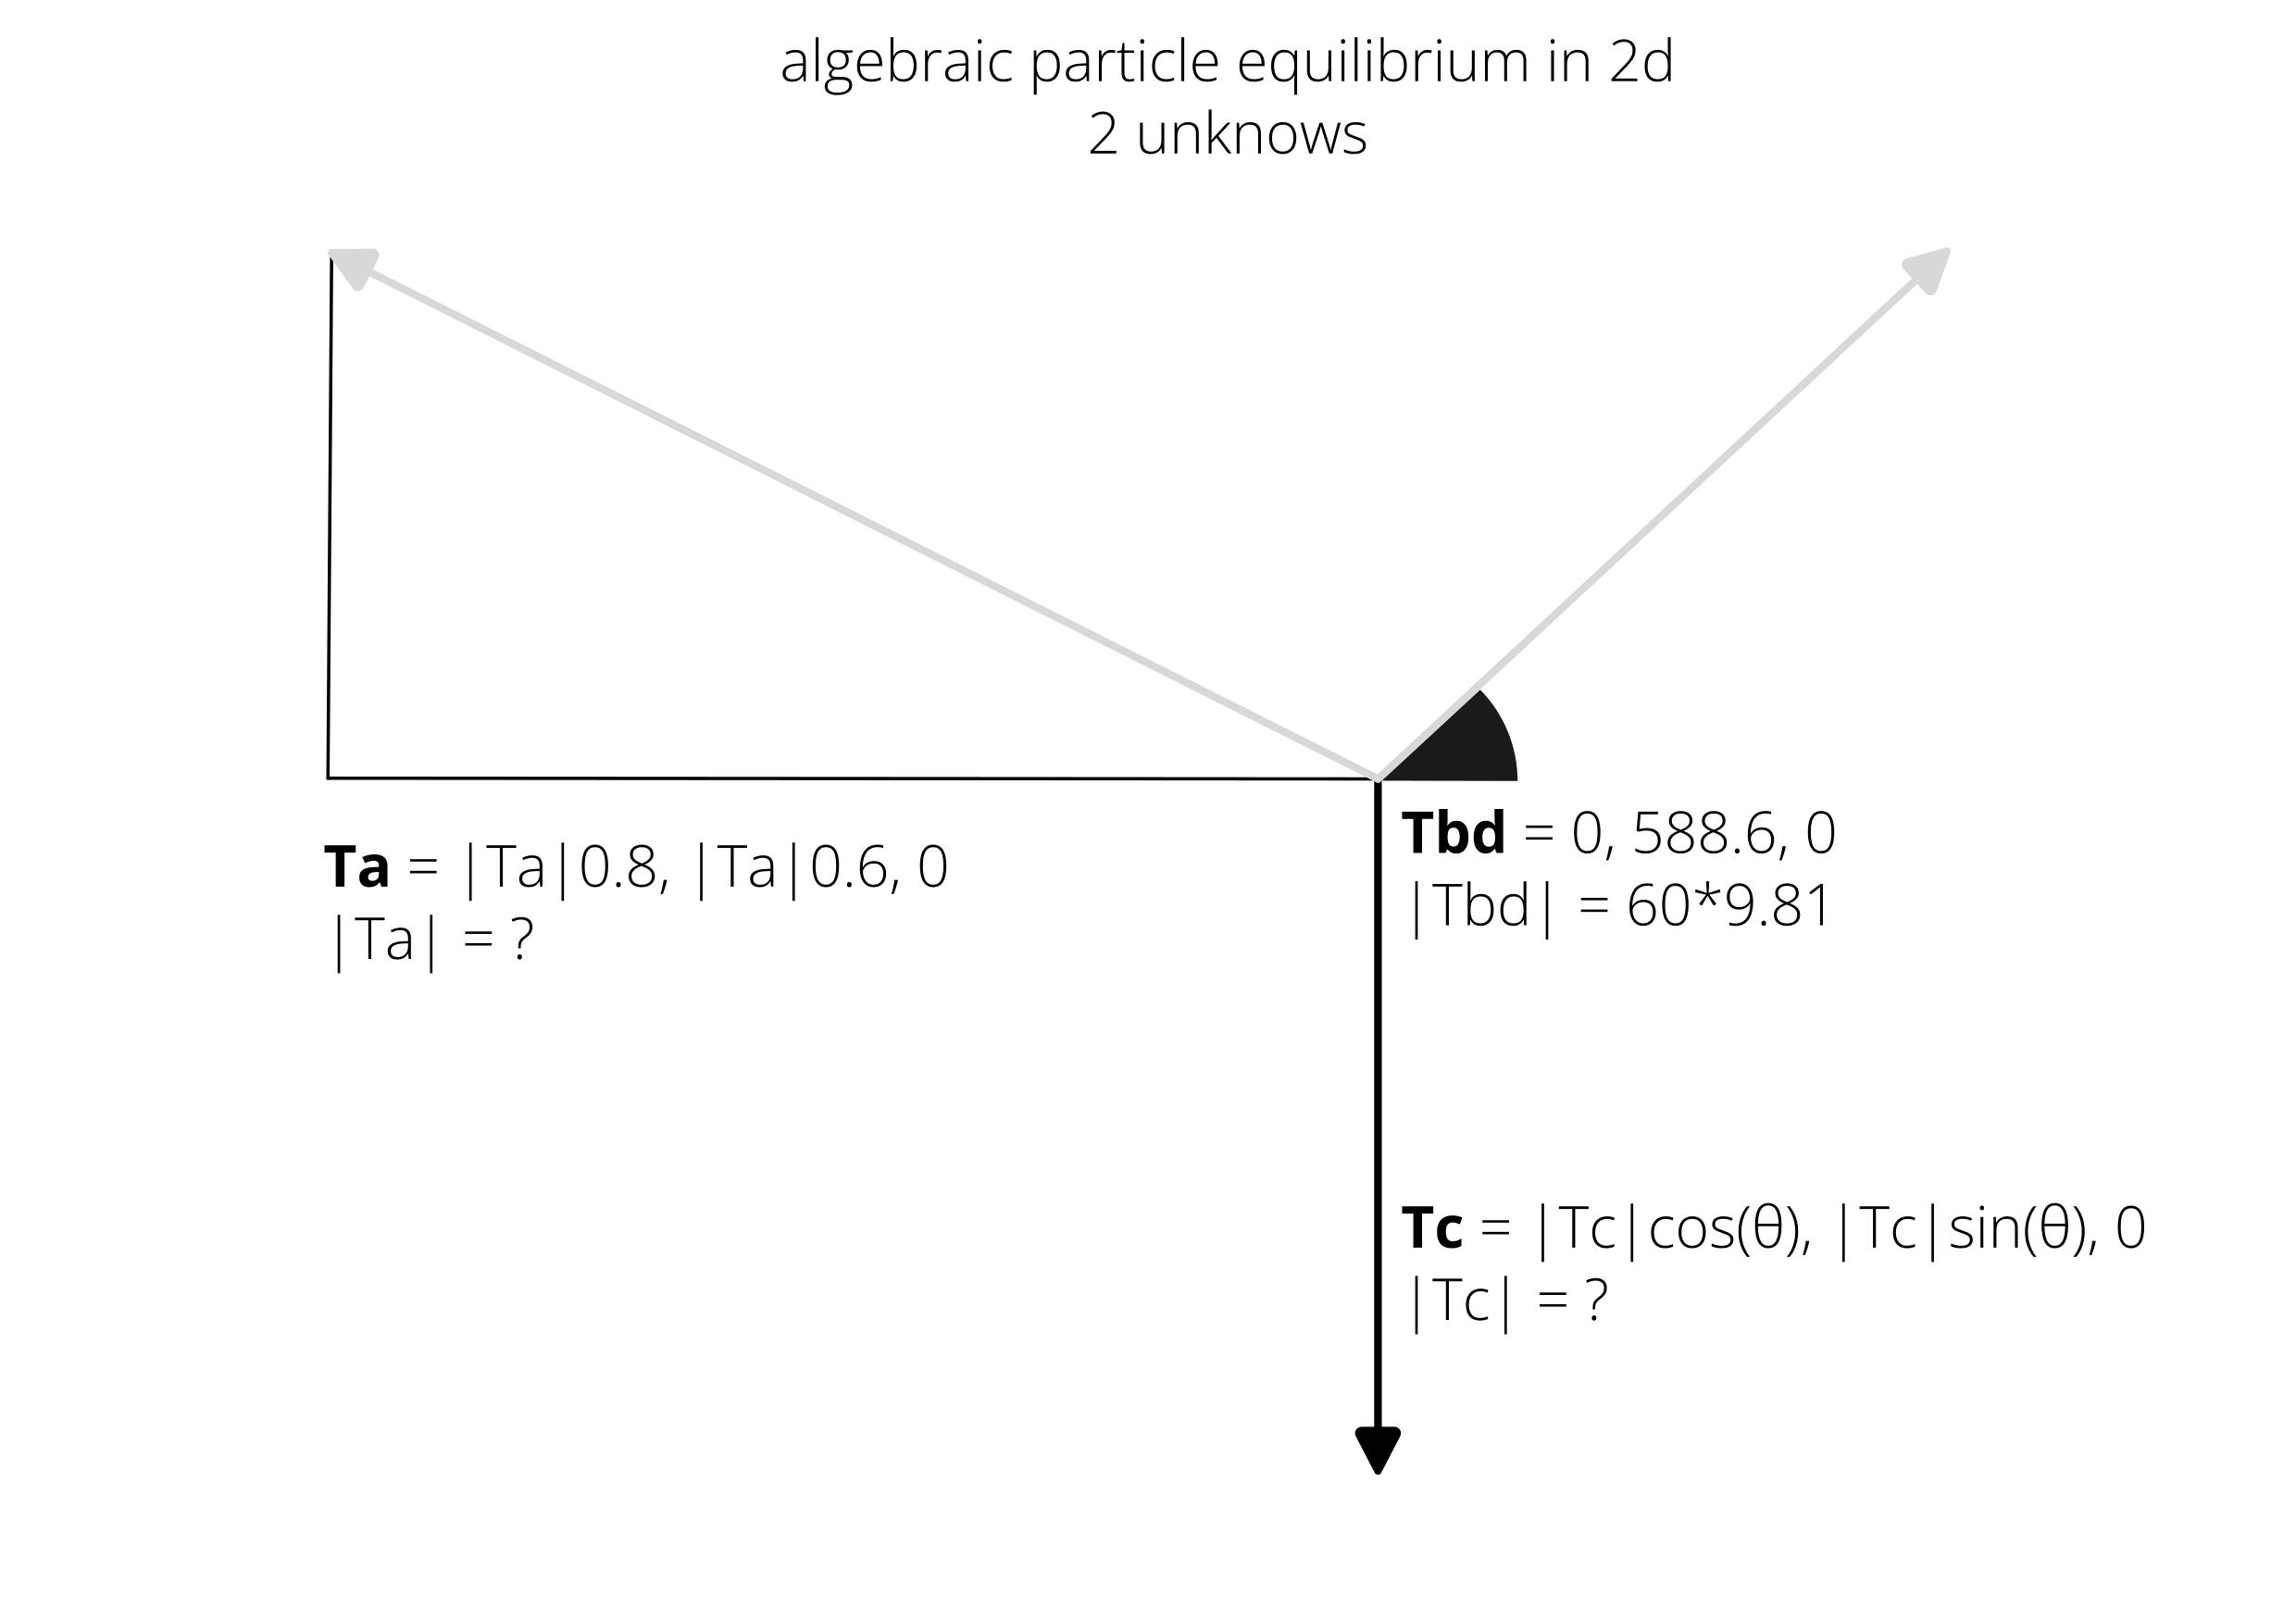 algebraic particle equilibrium in 2d
2 unknows
Tbd = 0, 588.6, 0
|Tbd| = 60*9.81
Ta = |Ta|0.8, |Ta|0.6, 0
|Ta| = ?
Tc = |Tc|cos(θ), |Tc|sin(θ), 0
|Tc| = ?